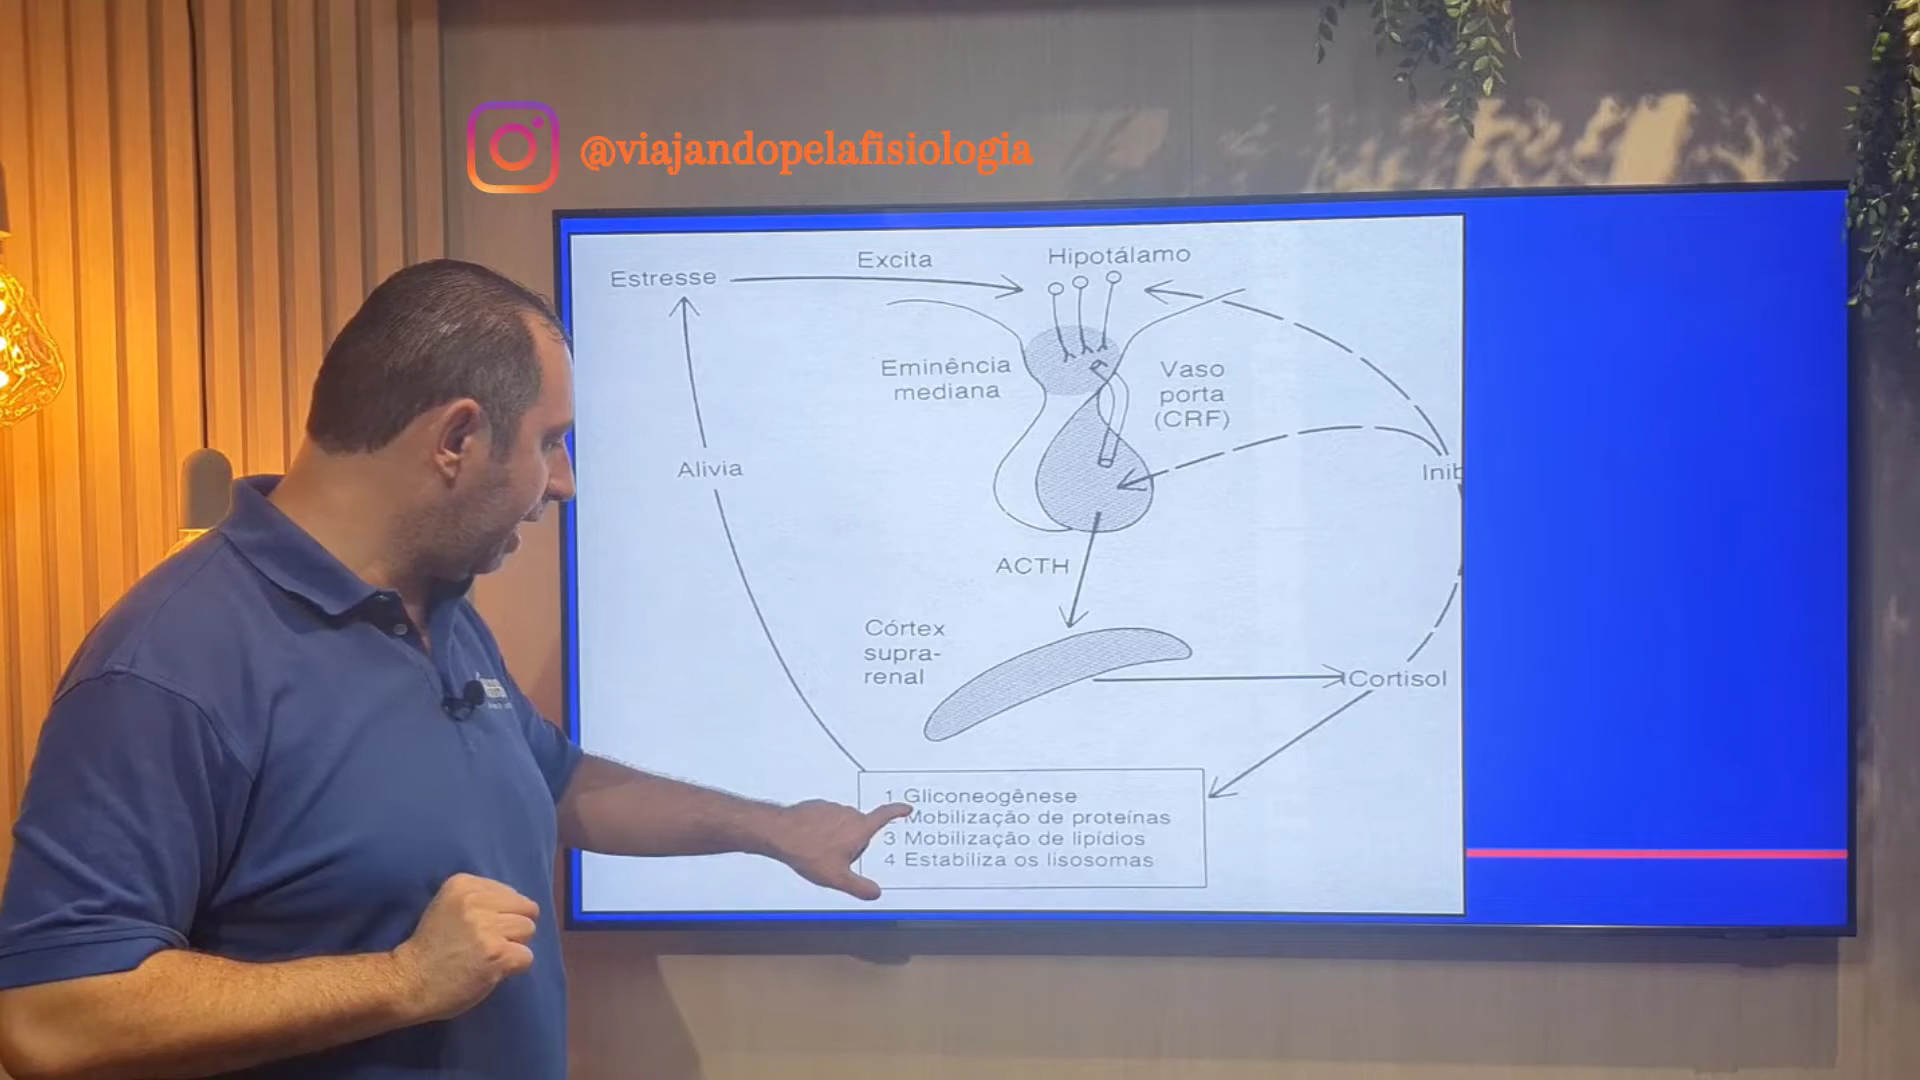 @viajandopelafisiologia
Estresse
Excita
Hipotálamo
Eminência
mediana
Vaso
porta
(CRF)
Alivia
Inib
ACTH
Córtex
supra-
renal
Cortisol
1 Gliconeogênese
2 Mobilização de proteínas
3 Mobilização de lipídios
4 Estabiliza os lisosomas